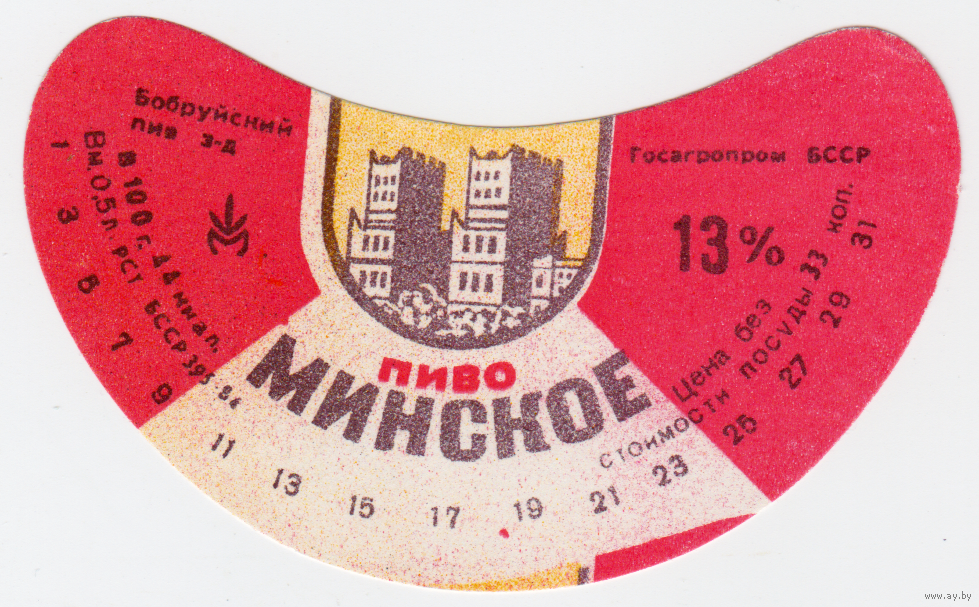 Бобруйский
пив з-д
В 100 г. 44 ккал.
Вм.0,5л. РСТ БССР 395 84
ПИВО
МИНСКОЕ
Госагропром БССР
13%
Цена без
стоимости посуды 33 коп.
1 3 5 7 9 11 13 15 17 19 21 23 25 27 29 31
www.ay.by